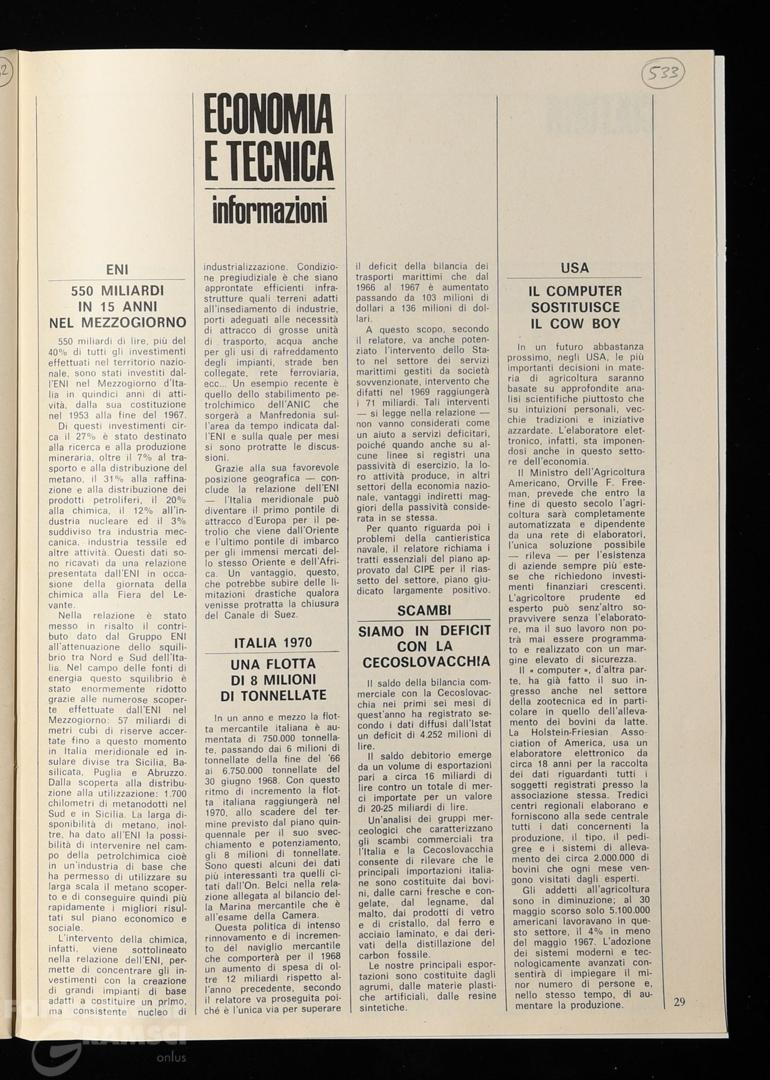 533
ECONOMIA
E TECNICA
informazioni
ENI
550 MILIARDI
IN 15 ANNI
NEL MEZZOGIORNO
550 miliardi di lire, più del
40% di tutti gli investimenti
effettuati nel territorio nazio-
nale, sono stati investiti dal-
l'ENI nel Mezzogiorno d'Ita-
lia in quindici anni di atti-
vità, dalla sua costituzione
nel 1953 alla fine del 1967.
Di questi investimenti cir-
ca il 27% è stato destinato
alla ricerca e alla produzione
mineraria, oltre il 7% al tra-
sporto e alla distribuzione del
metano, il 31% alla raffina-
zione e alla distribuzione dei
prodotti petroliferi, il 20%
alla chimica, il 12% all'in-
dustria nucleare ed il 3%
suddiviso tra industria mec-
canica, industria tessile ed
altre attività. Questi dati so-
no ricavati da una relazione
presentata dall'ENI in occa-
sione della giornata della
chimica alla Fiera del Le-
vante.
Nella relazione è stato
messo in risalto il contri-
buto dato dal Gruppo ENI
all'attenuazione dello squili-
brio tra Nord e Sud dell'Ita-
lia. Nel campo delle fonti di
energia questo squilibrio è
stato enormemente ridotto
grazie alle numerose scoper-
te effettuate dall'ENI nel
Mezzogiorno: 57 miliardi di
metri cubi di riserve accer-
tate fino a questo momento
in Italia meridionale ed in-
sulare divise tra Sicilia, Ba-
silicata, Puglia e Abruzzo.
Dalla scoperta alla distribu-
zione alla utilizzazione: 1.700
chilometri di metanodotti nel
Sud e in Sicilia. La larga di-
sponibilità di metano, inol-
tre, ha dato all'ENI la possi-
bilità di intervenire nel cam-
po della petrolchimica cioè
in un'industria di base che
ha permesso di utilizzare su
larga scala il metano scoper-
to e di conseguire quindi più
rapidamente i migliori risul-
tati sul piano economico e
sociale.
L'intervento della chimica,
infatti, viene sottolineato
nella relazione dell'ENI, per-
mette di concentrare gli in-
vestimenti con la creazione
di grandi impianti di base
adatti a costituire un primo,
ma consistente nucleo di
industrializzazione. Condizio-
ne pregiudiziale è che siano
approntate efficienti infra-
strutture quali terreni adatti
all'insediamento di industrie,
porti adeguati alle necessità
di attracco di grosse unità
di trasporto, acqua anche
per gli usi di rafreddamento
degli impianti, strade ben
collegate, rete ferroviaria,
ecc... Un esempio recente è
quello dello stabilimento pe-
trolchimico dell'ANIC che
sorgerà a Manfredonia sul-
l'area da tempo indicata dal-
l'ENI e sulla quale per mesi
si sono protratte le discus-
sioni.
Grazie alla sua favorevole
posizione geografica — con-
clude la relazione dell'ENI
— l'Italia meridionale può
diventare il primo pontile di
attracco d'Europa per il pe-
trolio che viene dall'Oriente
e l'ultimo pontile di imbarco
per gli immensi mercati del-
lo stesso Oriente e dell'Afri-
ca. Un vantaggio, questo,
che potrebbe subire delle li-
mitazioni drastiche qualora
venisse protratta la chiusura
del Canale di Suez.
ITALIA 1970
UNA FLOTTA
DI 8 MILIONI
DI TONNELLATE
In un anno e mezzo la flot-
ta mercantile italiana è au-
mentata di 750.000 tonnella-
te, passando dai 6 milioni di
tonnellate della fine del '66
ai 6.750.000 tonnellate del
30 giugno 1968. Con questo
ritmo di incremento la flot-
ta italiana raggiungerà nel
1970, allo scadere del ter-
mine previsto dal piano quin-
quennale per il suo svec-
chiamento e potenziamento,
gli 8 milioni di tonnellate.
Sono questi alcuni dei dati
più interessanti tra quelli ci-
tati dall'On. Belci nella rela-
zione allegata al bilancio del-
la Marina mercantile che è
all'esame della Camera.
Questa politica di intenso
rinnovamento e di incremen-
to del naviglio mercantile
che comporterà per il 1968
un aumento di spesa di ol-
tre 12 miliardi rispetto al-
l'anno precedente, secondo
il relatore va proseguita poi-
ché è l'unica via per superare
il deficit della bilancia dei
trasporti marittimi che dal
1966 al 1967 è aumentato
passando da 103 milioni di
dollari a 136 milioni di dol-
lari.
A questo scopo, secondo
il relatore, va anche poten-
ziato l'intervento dello Sta-
to nel settore dei servizi
marittimi gestiti da società
sovvenzionate, intervento che
difatti nel 1969 raggiungerà
i 71 miliardi. Tali interventi
— si legge nella relazione —
non vanno considerati come
un aiuto a servizi deficitari,
poiché quando anche su al-
cune linee si registri una
passività di esercizio, la lo-
ro attività produce, in altri
settori della economia nazio-
nale, vantaggi indiretti mag-
giori della passività conside-
rata in se stessa.
Per quanto riguarda poi i
problemi della cantieristica
navale, il relatore richiama i
tratti essenziali del piano ap-
provato dal CIPE per il rias-
setto del settore, piano giu-
dicato largamente positivo.
SCAMBI
SIAMO IN DEFICIT
CON LA
CECOSLOVACCHIA
Il saldo della bilancia com-
merciale con la Cecoslovac-
chia nei primi sei mesi di
quest'anno ha registrato se-
condo i dati diffusi dall'Istat
un deficit di 4.252 milioni di
lire.
Il saldo debitorio emerge
da un volume di esportazioni
pari a circa 16 miliardi di
lire contro un totale di mer-
ci importate per un valore
di 20-25 miliardi di lire.
Un'analisi dei gruppi mer-
ceologici che caratterizzano
gli scambi commerciali tra
l'Italia e la Cecoslovacchia
consente di rilevare che le
principali importazioni italia-
ne sono costituite dai bovi-
ni, dalle carni fresche e con-
gelate, dal legname, dal
malto, dai prodotti di vetro
e di cristallo, dal ferro e
acciaio laminato, e dai deri-
vati della distillazione del
carbon fossile.
Le nostre principali espor-
tazioni sono costituite dagli
agrumi, dalle materie plasti-
che artificiali, dalle resine
sintetiche.
USA
IL COMPUTER
SOSTITUISCE
IL COW BOY
In un futuro abbastanza
prossimo, negli USA, le più
importanti decisioni in mate-
ria di agricoltura saranno
basate su approfondite ana-
lisi scientifiche piuttosto che
su intuizioni personali, vec-
chie tradizioni e iniziative
azzardate. L'elaboratore elet-
tronico, infatti, sta imponen-
dosi anche in questo setto-
re dell'economia.
Il Ministro dell'Agricoltura
Americano, Orville F. Free-
man, prevede che entro la
fine di questo secolo l'agri-
coltura sarà completamente
automatizzata e dipendente
da una rete di elaboratori,
l'unica soluzione possibile
— rileva — per l'esistenza
di aziende sempre più este-
se che richiedono investi-
menti finanziari crescenti.
L'agricoltore prudente ed
esperto può senz'altro so-
pravvivere senza l'elaborato-
re, ma il suo lavoro non po-
trà mai essere programma-
to e realizzato con un mar-
gine elevato di sicurezza.
Il « computer », d'altra par-
te, ha già fatto il suo in-
gresso anche nel settore
della zootecnica ed in parti-
colare in quello dell'alleva-
mento dei bovini da latte.
La Holstein-Friesian Asso-
ciation of America, usa un
elaboratore elettronico da
circa 18 anni per la raccolta
dei dati riguardanti tutti i
soggetti registrati presso la
associazione stessa. Tredici
centri regionali elaborano e
forniscono alla sede centrale
tutti i dati concernenti la
produzione, il tipo, il pedi-
gree e i sistemi di alleva-
mento dei circa 2.000.000 di
bovini che ogni mese ven-
gono visitati dagli esperti.
Gli addetti all'agricoltura
sono in diminuzione; al 30
maggio scorso solo 5.100.000
americani lavoravano in que-
sto settore, il 4% in meno
del maggio 1967. L'adozione
dei sistemi moderni e tec-
nologicamente avanzati con-
sentirà di impiegare il mi-
nor numero di persone e,
nello stesso tempo, di au-
mentare la produzione.
29
GRAMSCI
onlus